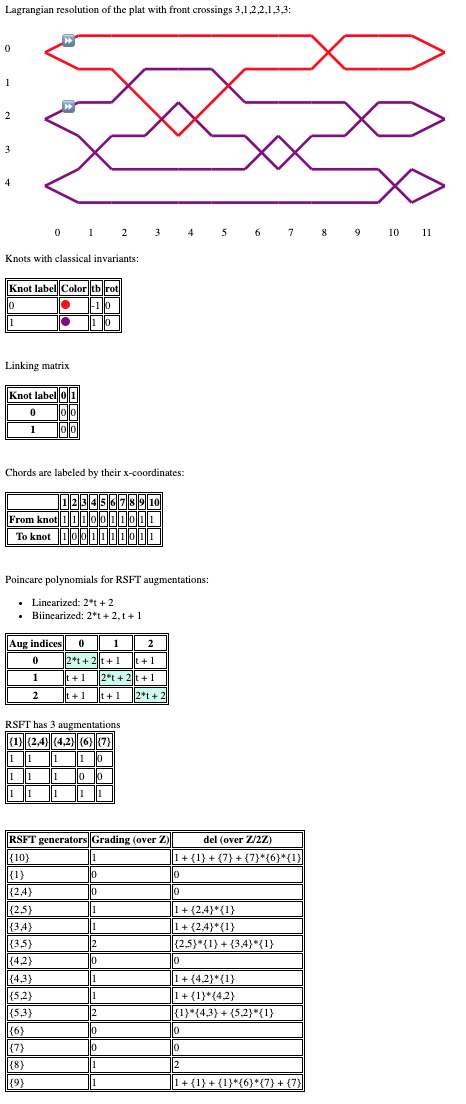 Lagrangian resolution of the plat with front crossings 3,1,2,2,1,3,3:
0
1
2
3
4
0 1 2 3 4 5 6 7 8 9 10 11
Knots with classical invariants:
Knot label Color tb rot
0 -1 0
1 1 0
Linking matrix
Knot label 0 1
0 0 0
1 0 0
Chords are labeled by their x-coordinates:
1 2 3 4 5 6 7 8 9 10
From knot 1 1 1 0 0 1 1 0 1 1
To knot 1 0 0 1 1 1 1 0 1 1
Poincare polynomials for RSFT augmentations:
Linearized: 2*t + 2
Biinearized: 2*t + 2, t + 1
Aug indices 0 1 2
0 2*t + 2 t + 1 t + 1
1 t + 1 2*t + 2 t + 1
2 t + 1 t + 1 2*t + 2
RSFT has 3 augmentations
{1} {2,4} {4,2} {6} {7}
1 1 1 1 0
1 1 1 0 0
1 1 1 1 1
RSFT generators Grading (over Z) del (over Z/2Z)
{10} 1 1 + {1} + {7} + {7}*{6}*{1}
{1} 0 0
{2,4} 0 0
{2,5} 1 1 + {2,4}*{1}
{3,4} 1 1 + {2,4}*{1}
{3,5} 2 {2,5}*{1} + {3,4}*{1}
{4,2} 0 0
{4,3} 1 1 + {4,2}*{1}
{5,2} 1 1 + {1}*{4,2}
{5,3} 2 {1}*{4,3} + {5,2}*{1}
{6} 0 0
{7} 0 0
{8} 1 2
{9} 1 1 + {1} + {1}*{6}*{7} + {7}